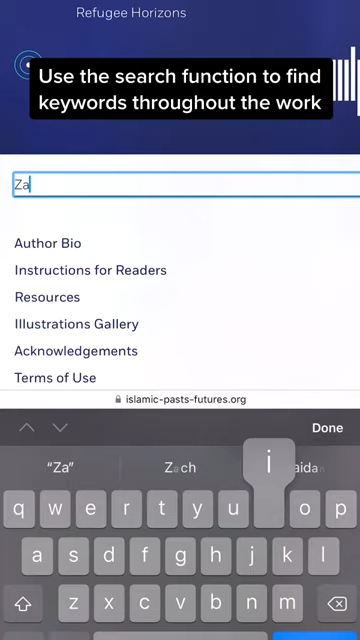 Refugee Horizons
Use the search function to find
keywords throughout the work
Za
Author Bio
Instructions for Readers
Resources
Illustrations Gallery
Acknowledgements
Terms of Use
islamic-pasts-futures.org
Done
“Za” Zach aidan
i
q w e r t y u o p
a s d f g h j k l
z x c v b n m